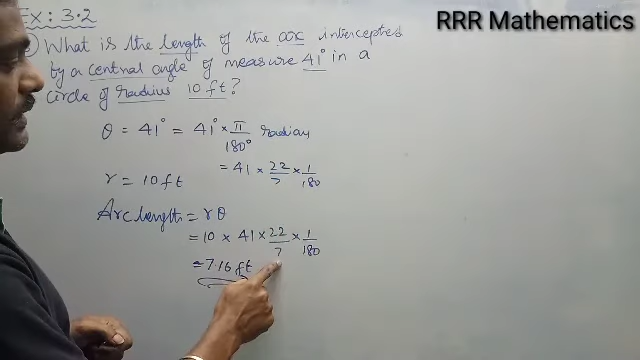 RRR Mathematics
Ex: 3.2
What is the length of the arc intercepted
by a central angle of measure 41° in a
circle of radius 10 ft?
θ = 41° = 41° × π/180° radian
= 41 × 22/7 × 1/180
r = 10 ft
Arc length = r θ
= 10 × 41 × 22/7 × 1/180
= 7.16 ft